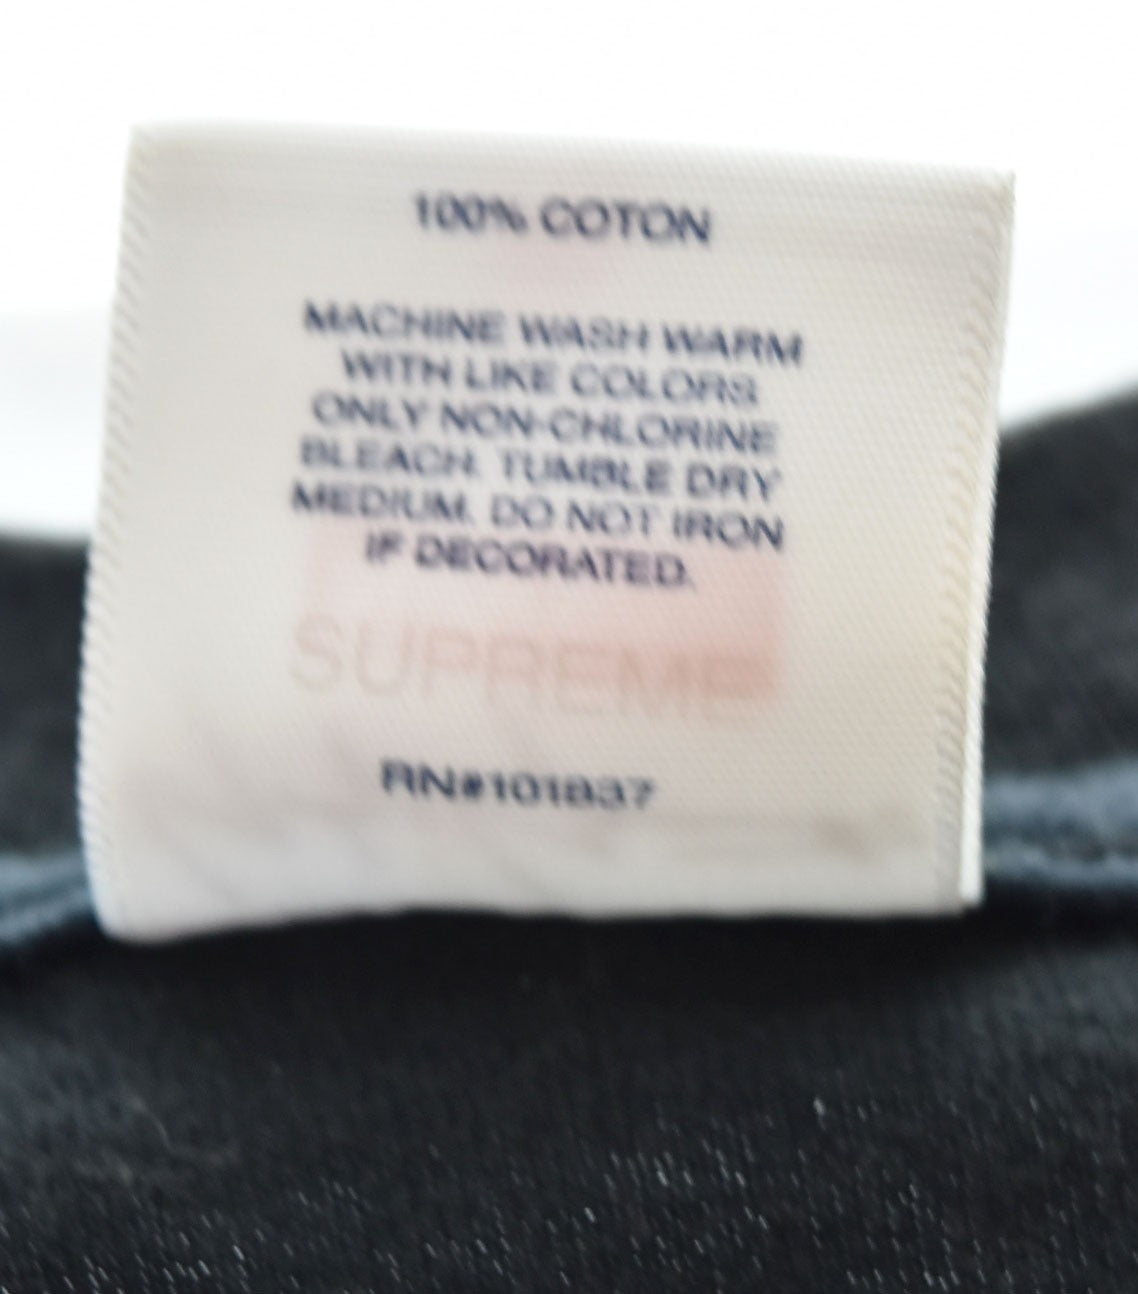 100% COTON
MACHINE WASH WARM
WITH LIKE COLORS
ONLY NON-CHLORINE
BLEACH. TUMBLE DRY
MEDIUM. DO NOT IRON
IF DECORATED.
SUPREME
RN#101837